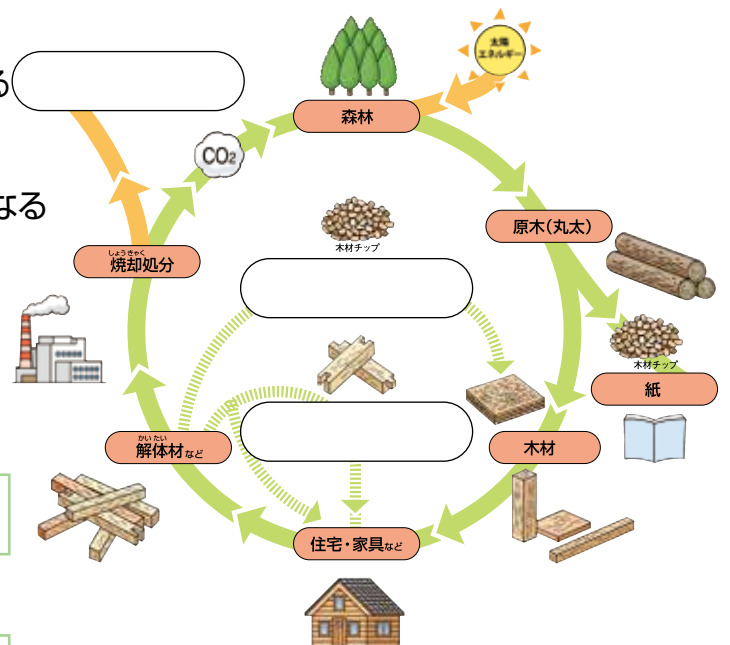 る
なる
太陽
エネルギー
森林
CO₂
木材チップ
原木(丸太)
しょうきゃく
焼却処分
木材チップ
紙
かいたい
解体材など
木材
住宅・家具など